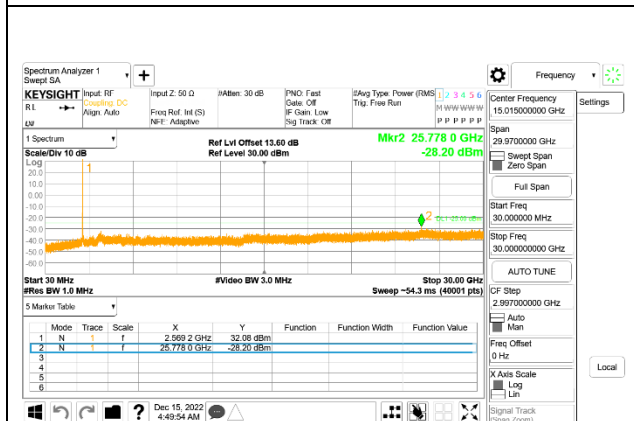 Spectrum Analyzer 1
Swept SA
Frequency
KEYSIGHT Input: RF Input Z: 50 Ω #Atten: 30 dB PNO: Fast #Avg Type: Power (RMS 1 2 3 4 5 6
Coupling: DC Gate: Off Trig: Free Run
R L Align: Auto Freq Ref: Int (S) IF Gain: Low M W W W W W
NFE: Adaptive Sig Track: Off P P P P P P
Center Frequency
15.015000000 GHz
Settings
Span
29.9700000 GHz
Swept Span
Zero Span
Full Span
Start Freq
30.000000 MHz
Stop Freq
30.000000000 GHz
AUTO TUNE
CF Step
2.997000000 GHz
Auto
Man
Freq Offset
0 Hz
X Axis Scale
Log
Lin
Signal Track
(Span Zoom)
Local
1 Spectrum
Scale/Div 10 dB
Ref Lvl Offset 13.60 dB
Ref Level 30.00 dBm
Mkr2 25.778 0 GHz
-28.20 dBm
Log
20.0
10.0
0.00
-10.0
-20.0
-30.0
-40.0
-50.0
-60.0
1
2
Start 30 MHz #Video BW 3.0 MHz Stop 30.00 GHz
#Res BW 1.0 MHz Sweep ~54.3 ms (40001 pts)
5 Marker Table
Mode Trace Scale X Y Function Function Width Function Value
1 N 1 f 2.569 2 GHz 32.08 dBm
2 N 1 f 25.778 0 GHz -28.20 dBm
3
4
5
6
? Dec 15, 2022
4:49:54 AM